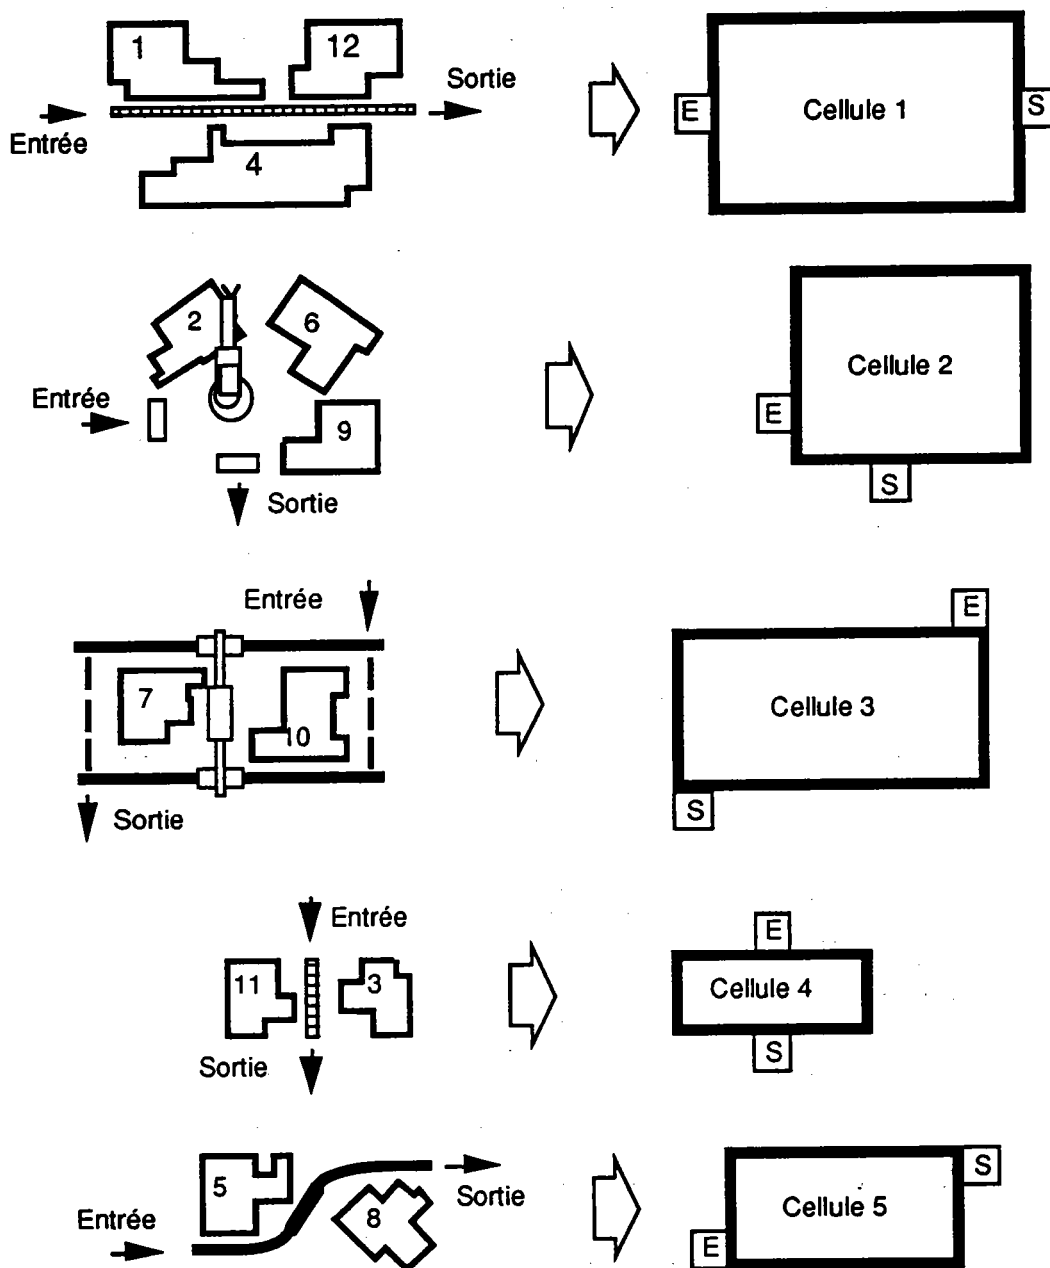 1
12
Sortie
Entrée
4
E
Cellule 1
S
2
6
Entrée
9
Sortie
Cellule 2
E
S
Entrée
7
10
Sortie
E
Cellule 3
S
Entrée
11
3
Sortie
E
Cellule 4
S
5
Sortie
8
Entrée
S
Cellule 5
E